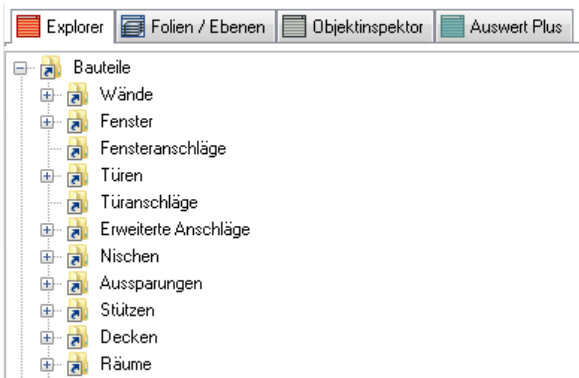 Explorer Folien / Ebenen Objektinspektor Auswert Plus
Bauteile
Wände
Fenster
Fensteranschläge
Türen
Türanschläge
Erweiterte Anschläge
Nischen
Aussparungen
Stützen
Decken
Räume